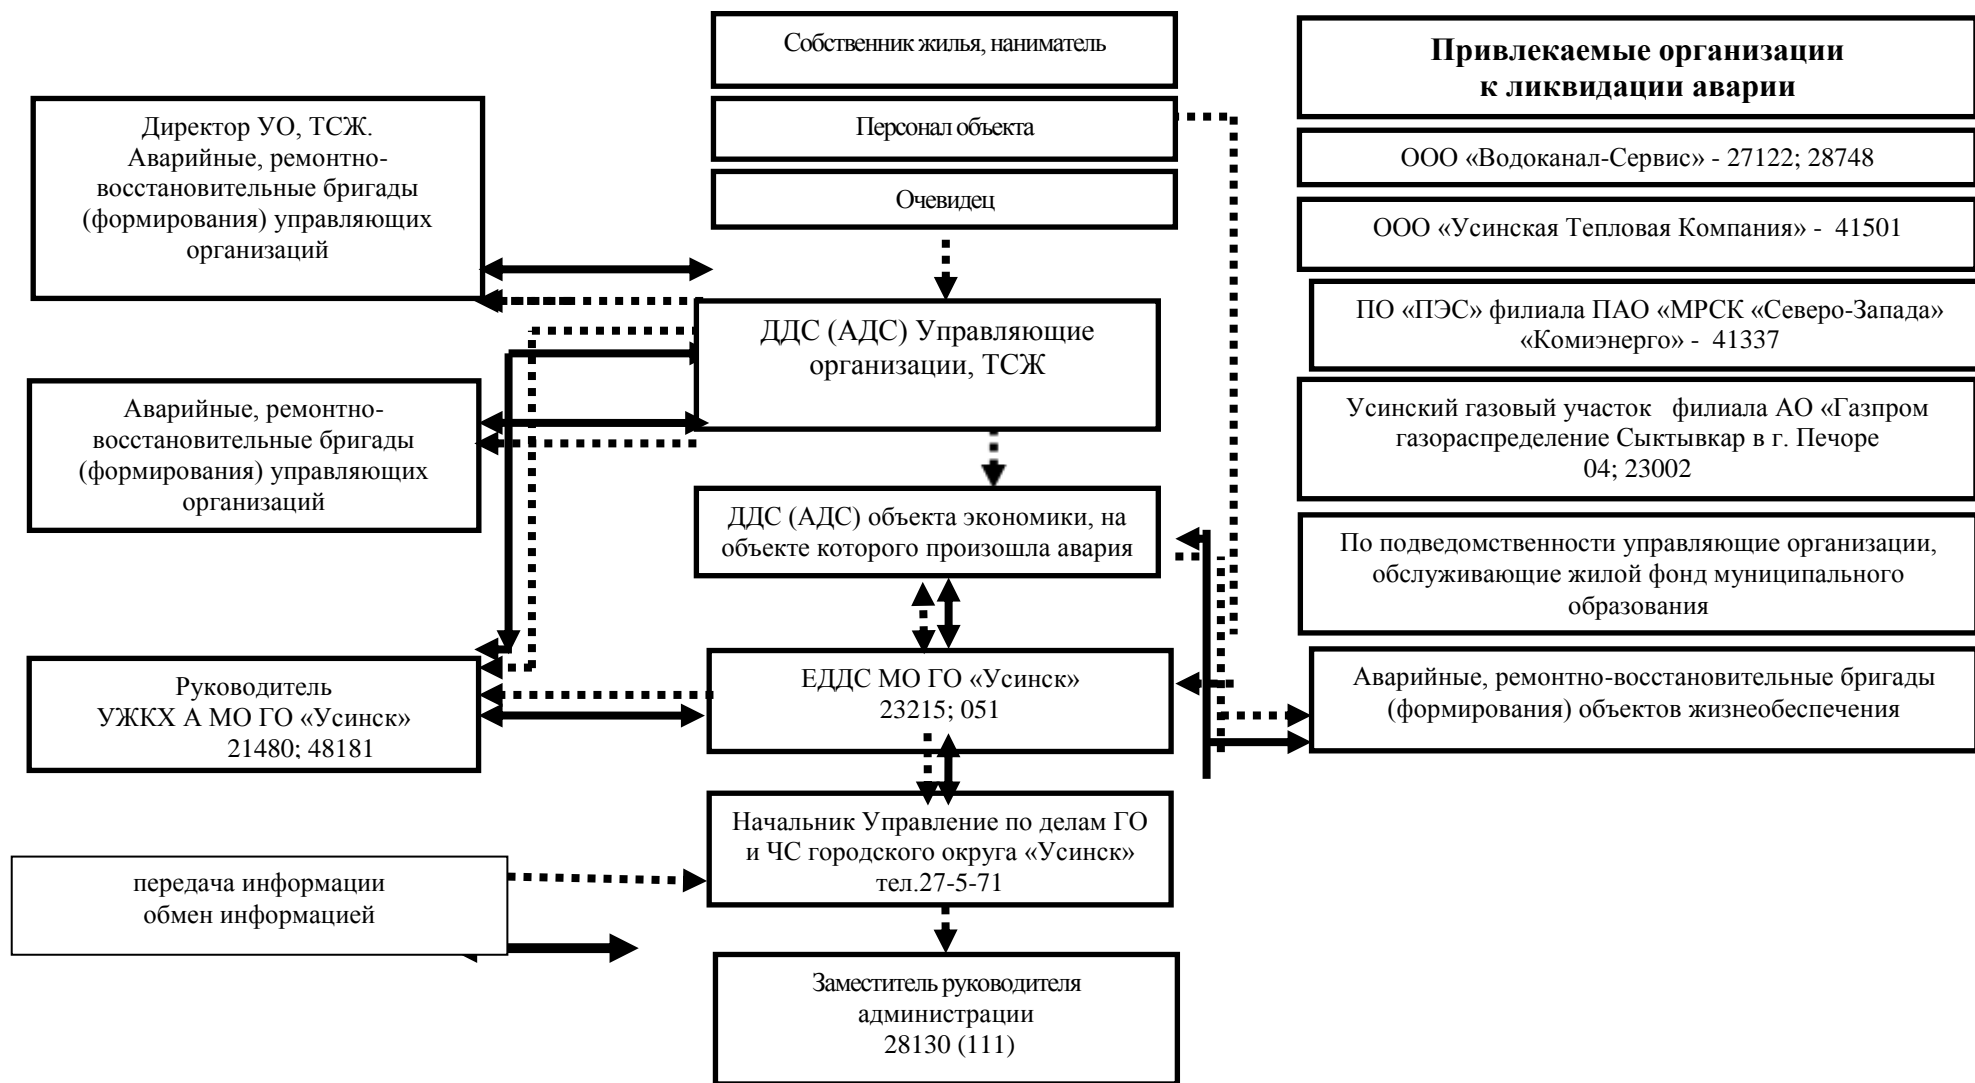 Собственник жилья, наниматель
Персонал объекта
Очевидец
Директор УО, ТСЖ.
Аварийные, ремонтно-
восстановительные бригады
(формирования) управляющих
организаций
ДДС (АДС) Управляющие
организации, ТСЖ
Аварийные, ремонтно-
восстановительные бригады
(формирования) управляющих
организаций
ДДС (АДС) объекта экономики, на
объекте которого произошла авария
Руководитель
УЖКХ А МО ГО «Усинск»
21480; 48181
ЕДДС МО ГО «Усинск»
23215; 051
Начальник Управление по делам ГО
и ЧС городского округа «Усинск»
тел.27-5-71
передача информации
обмен информацией
Заместитель руководителя
администрации
28130 (111)
Привлекаемые организации
к ликвидации аварии
ООО «Водоканал-Сервис» - 27122; 28748
ООО «Усинская Тепловая Компания» - 41501
ПО «ПЭС» филиала ПАО «МРСК «Северо-Запада»
«Комиэнерго» - 41337
Усинский газовый участок филиала АО «Газпром
газораспределение Сыктывкар в г. Печоре
04; 23002
По подведомственности управляющие организации,
обслуживающие жилой фонд муниципального
образования
Аварийные, ремонтно-восстановительные бригады
(формирования) объектов жизнеобеспечения